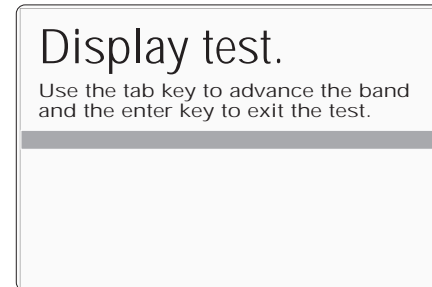 Display test.
Use the tab key to advance the band
and the enter key to exit the test.